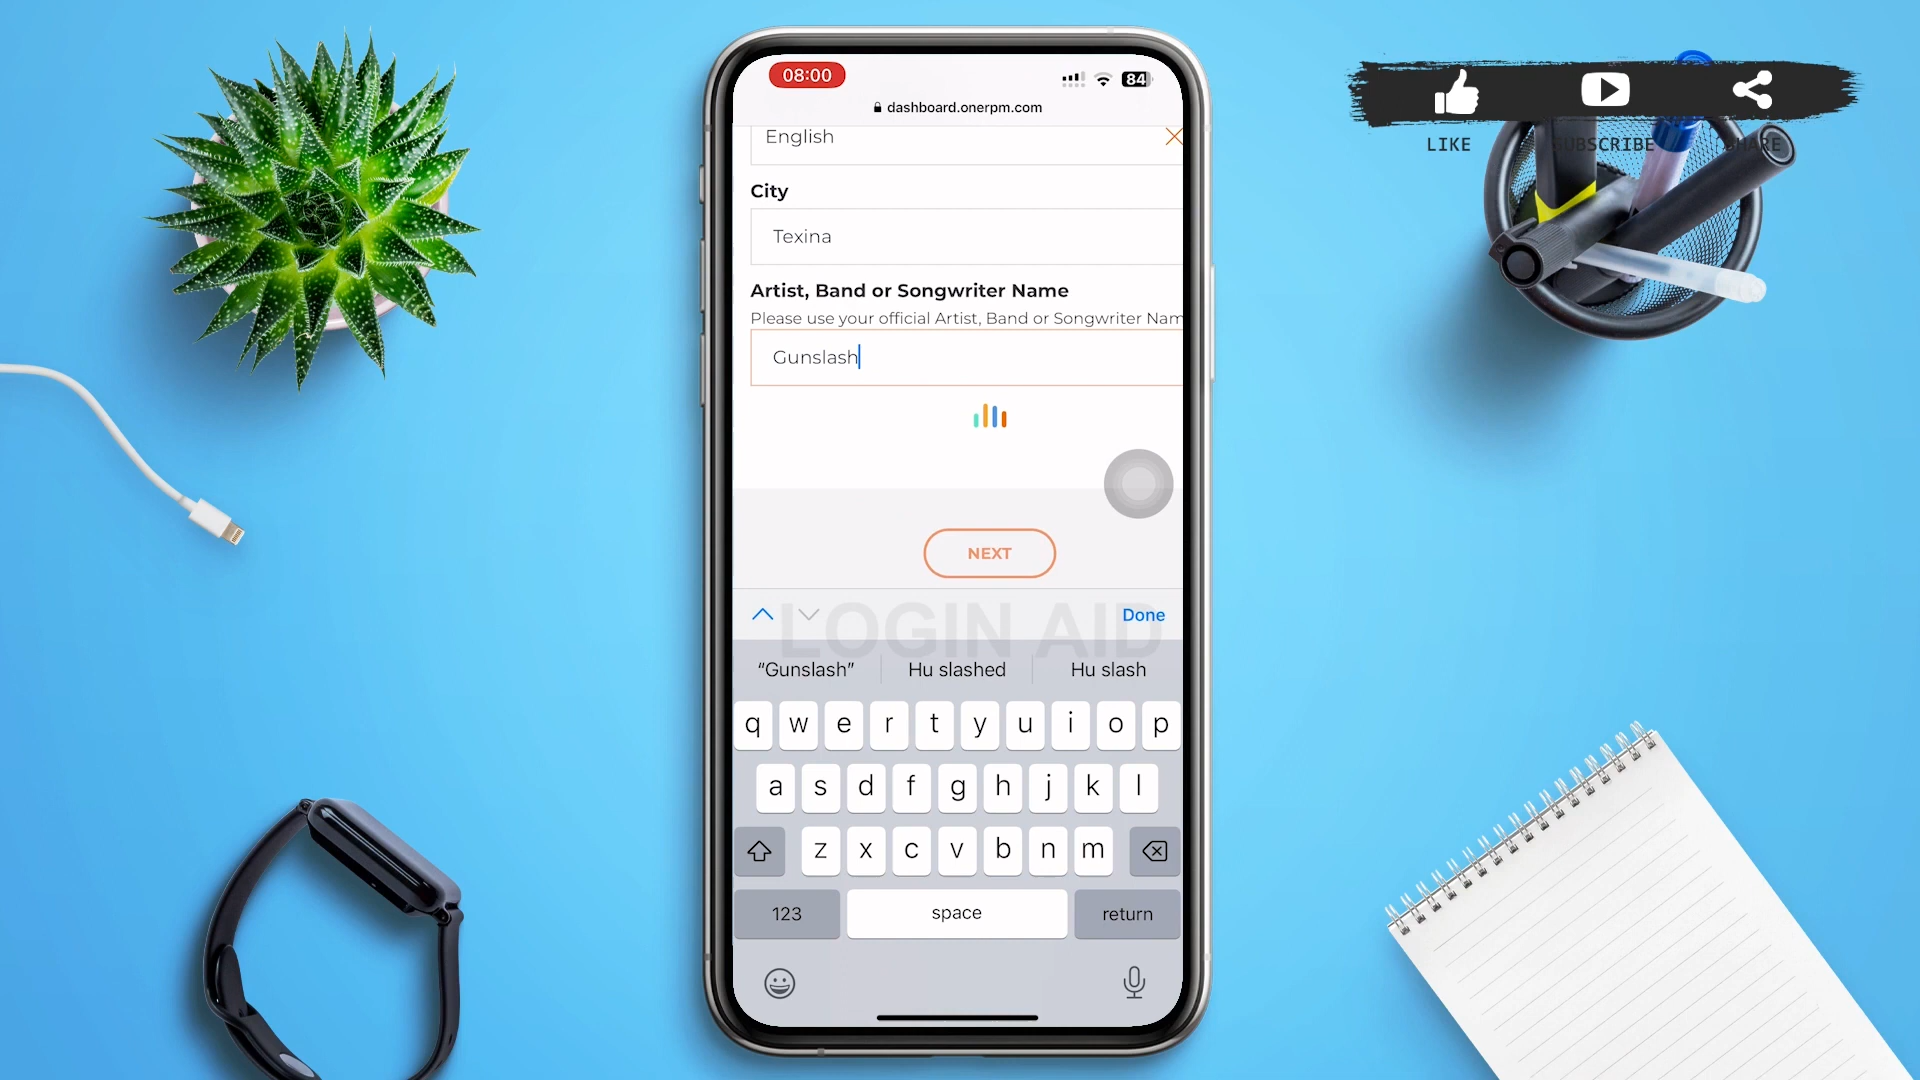 08:00
84
dashboard.onerpm.com
English
City
Texina
Artist, Band or Songwriter Name
Please use your official Artist, Band or Songwriter Nam
Gunslash
NEXT
LOGIN AID
Done
“Gunslash” Hu slashed Hu slash
q w e r t y u i o p
a s d f g h j k l
z x c v b n m
123 space return
LIKE SUBSCRIBE SHARE